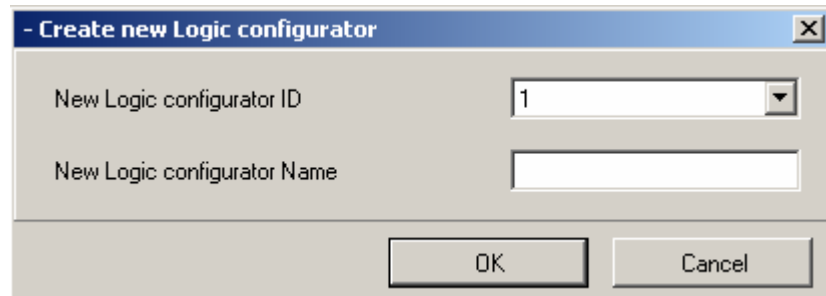 - Create new Logic configurator
New Logic configurator ID 1
New Logic configurator Name
OK Cancel